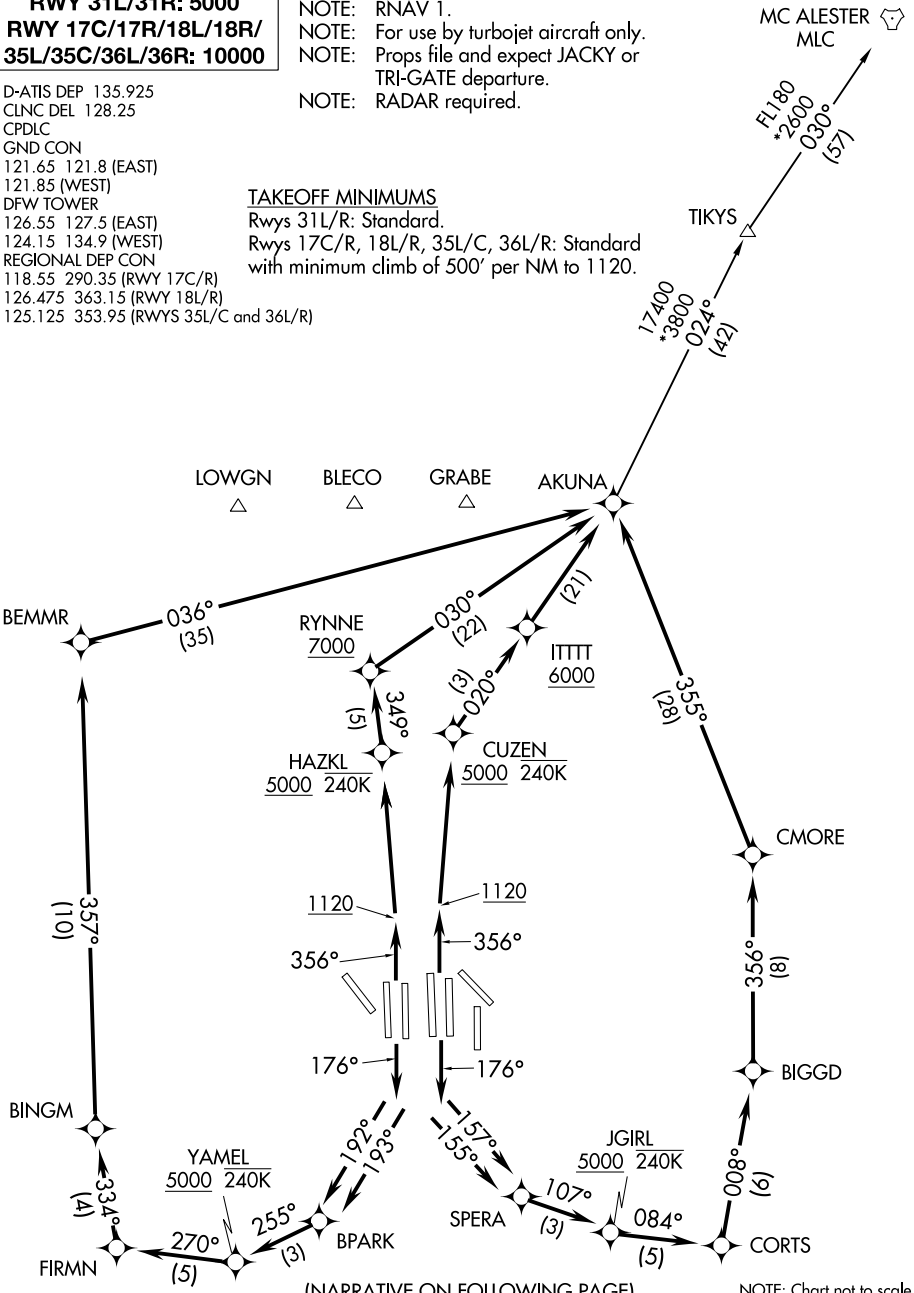 RWY 31L/31R: 5000
RWY 17C/17R/18L/18R/
35L/35C/36L/36R: 10000
NOTE: RNAV 1.
NOTE: For use by turbojet aircraft only.
NOTE: Props file and expect JACKY or
TRI-GATE departure.
NOTE: RADAR required.
MC ALESTER
MLC
D-ATIS DEP 135.925
CLNC DEL 128.25
CPDLC
GND CON
121.65 121.8 (EAST)
121.85 (WEST)
DFW TOWER
126.55 127.5 (EAST)
124.15 134.9 (WEST)
REGIONAL DEP CON
118.55 290.35 (RWY 17C/R)
126.475 363.15 (RWY 18L/R)
125.125 353.95 (RWYS 35L/C and 36L/R)
TAKEOFF MINIMUMS
Rwys 31L/R: Standard.
Rwys 17C/R, 18L/R, 35L/C, 36L/R: Standard
with minimum climb of 500' per NM to 1120.
FL180
*2600
030°
(57)
TIKYS
17400
*3800
024°
(42)
LOWGN
BLECO
GRABE
AKUNA
BEMMR
036°
(35)
RYNNE
7000
030°
(22)
(21)
ITTTT
6000
(3)
020°
349°
(5)
355°
(28)
HAZKL
5000 240K
CUZEN
5000 240K
CMORE
1120
1120
357°
(10)
356°
356°
356°
(8)
176°
176°
BIGGD
BINGM
192°
193°
157°
155°
YAMEL
5000 240K
JGIRL
5000 240K
334°
(4)
008°
(6)
255°
(3)
BPARK
SPERA
107°
(3)
084°
(5)
CORTS
FIRMN
270°
(5)
(NARRATIVE ON FOLLOWING PAGE)
NOTE: Chart not to scale